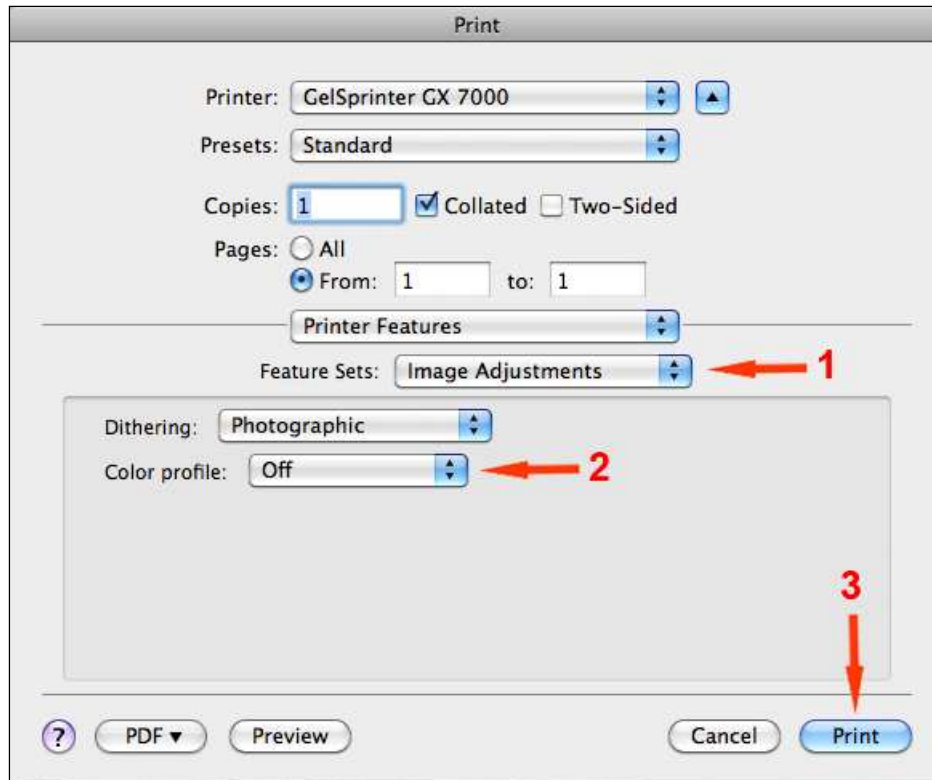 Print
Printer: GelSprinter GX 7000
Presets: Standard
Copies: 1 Collated Two-Sided
Pages: All
From: 1 to: 1
Printer Features
Feature Sets: Image Adjustments 1
Dithering: Photographic
Color profile: Off 2
3
? PDF ▼ Preview Cancel Print